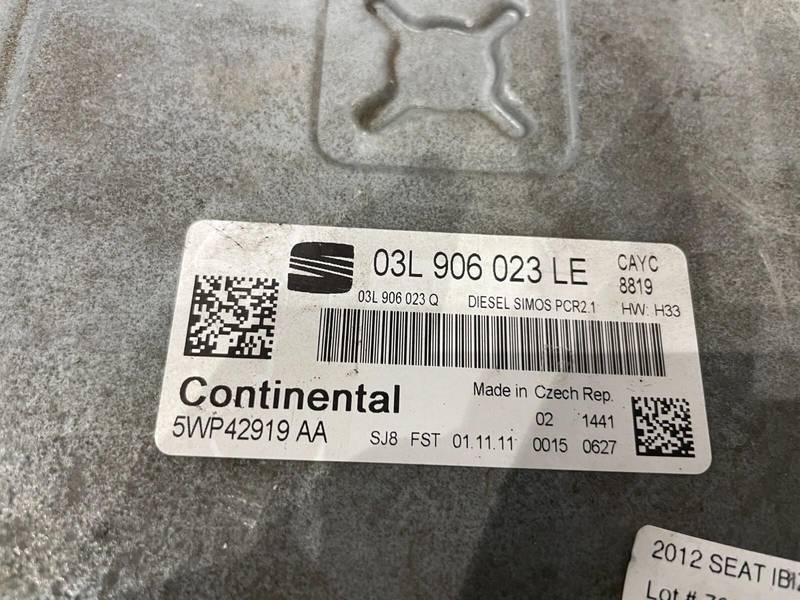 03L 906 023 LE CAYC
8819
03L 906 023 Q DIESEL SIMOS PCR2.1 HW: H33
Continental
Made in Czech Rep.
5WP42919 AA
02 1441
SJ8 FST 01.11.11 0015 0627
2012 SEAT
Lot #